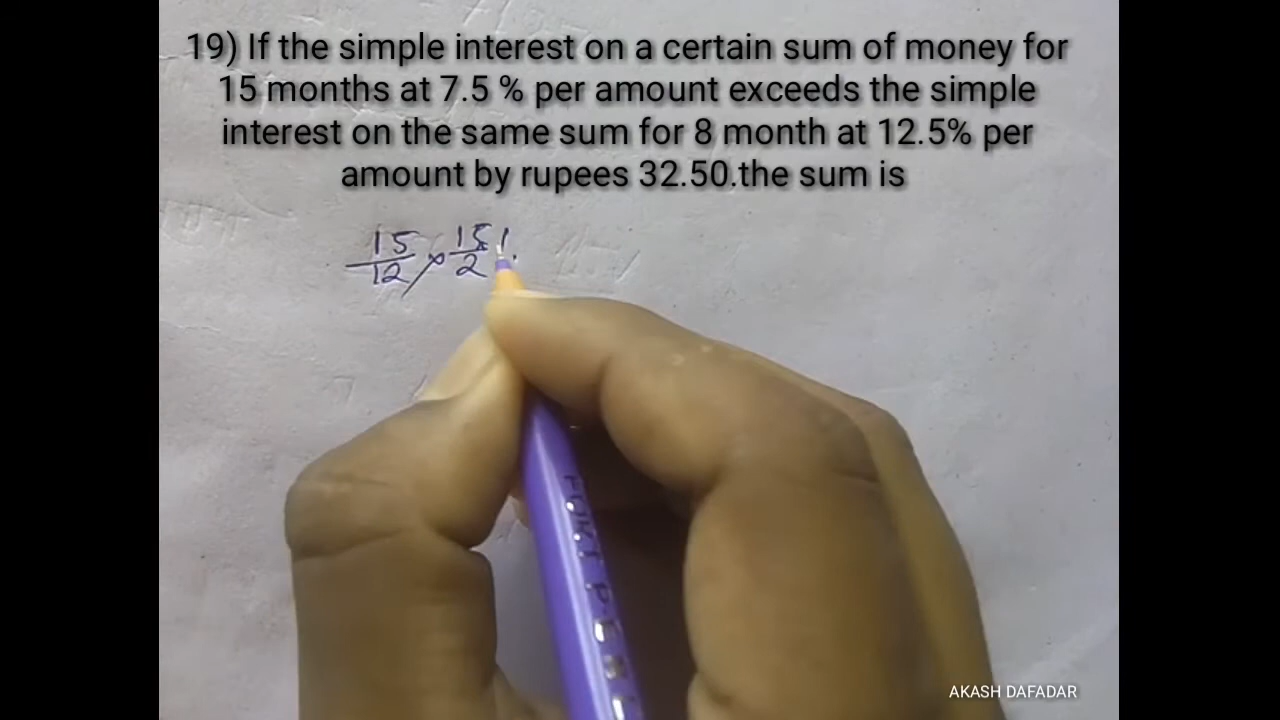 19) If the simple interest on a certain sum of money for
15 months at 7.5 % per amount exceeds the simple
interest on the same sum for 8 month at 12.5% per
amount by rupees 32.50.the sum is
15/12 × 15/2
AKASH DAFADAR